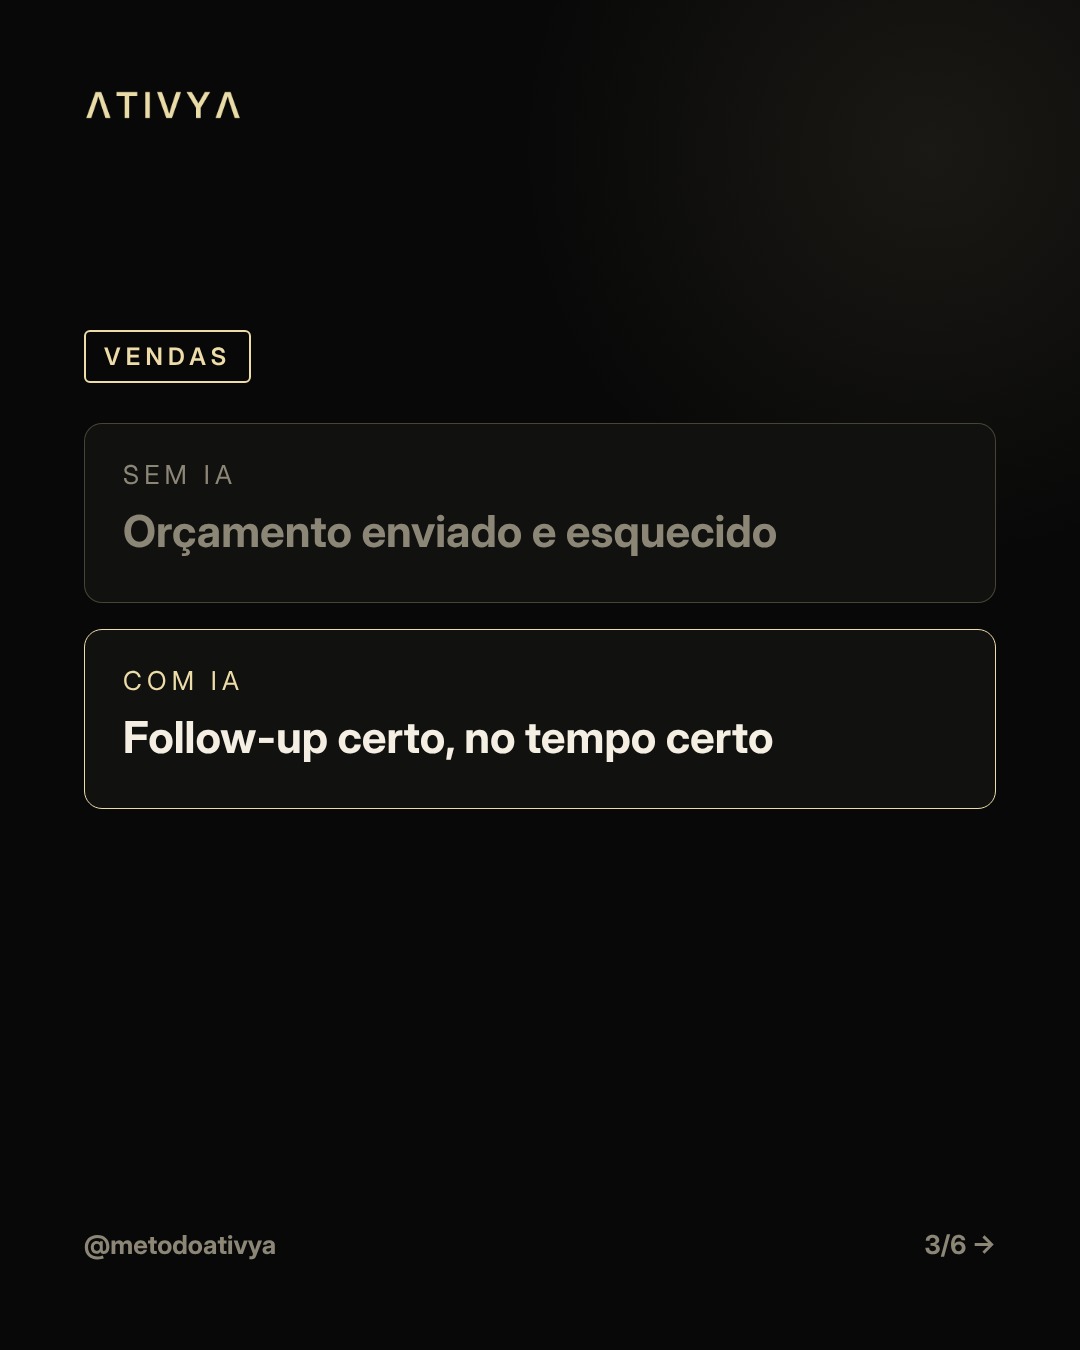 ATIVYA
VENDAS
SEM IA
Orçamento enviado e esquecido
COM IA
Follow-up certo, no tempo certo
@metodoativya
3/6 →